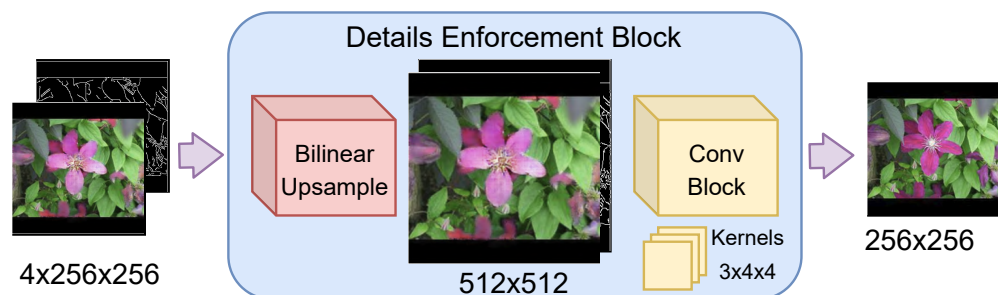 Details Enforcement Block
Bilinear
Upsample
Conv
Block
Kernels
3x4x4
4x256x256
512x512
256x256